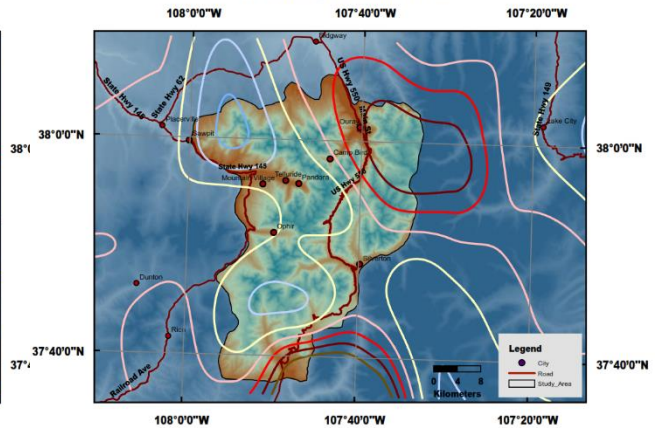 108°0'0"W
107°40'0"W
107°20'0"W
Ridgway
US Hwy 550
State Hwy 62
State Hwy 145
State Hwy 149
Placerville
Ouray
Lake City
38°0'0"N
38°
38°0'0"N
Sawpit
Camp Bird
State Hwy 145
Telluride
Mountain Village
Pandora
US Hwy 550
Ophir
Silverton
Dunton
Rico
Legend
City
Road
Study_Area
37°40'0"N
37°4
37°40'0"N
0 4 8
Kilometers
Railroad Ave
108°0'0"W
107°40'0"W
107°20'0"W